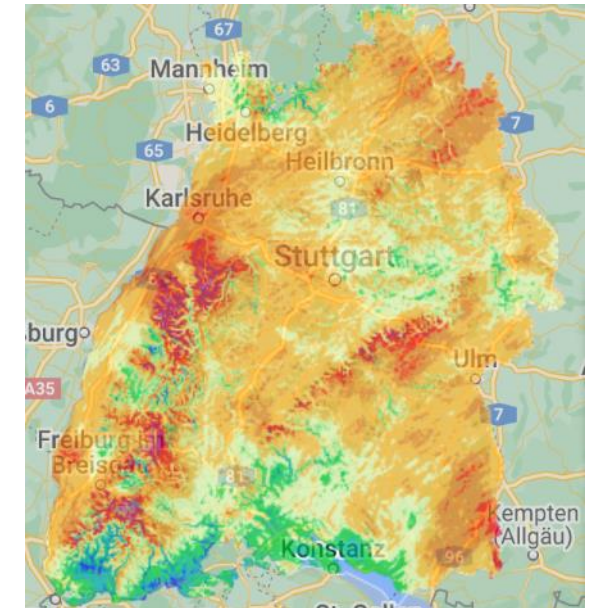 67
63
Mannheim
6
7
Heidelberg
65
Heilbronn
Karlsruhe
81
Stuttgart
burg
Ulm
A35
7
Freiburg im
Breisgau
81
Kempten
(Allgäu)
Konstanz
96